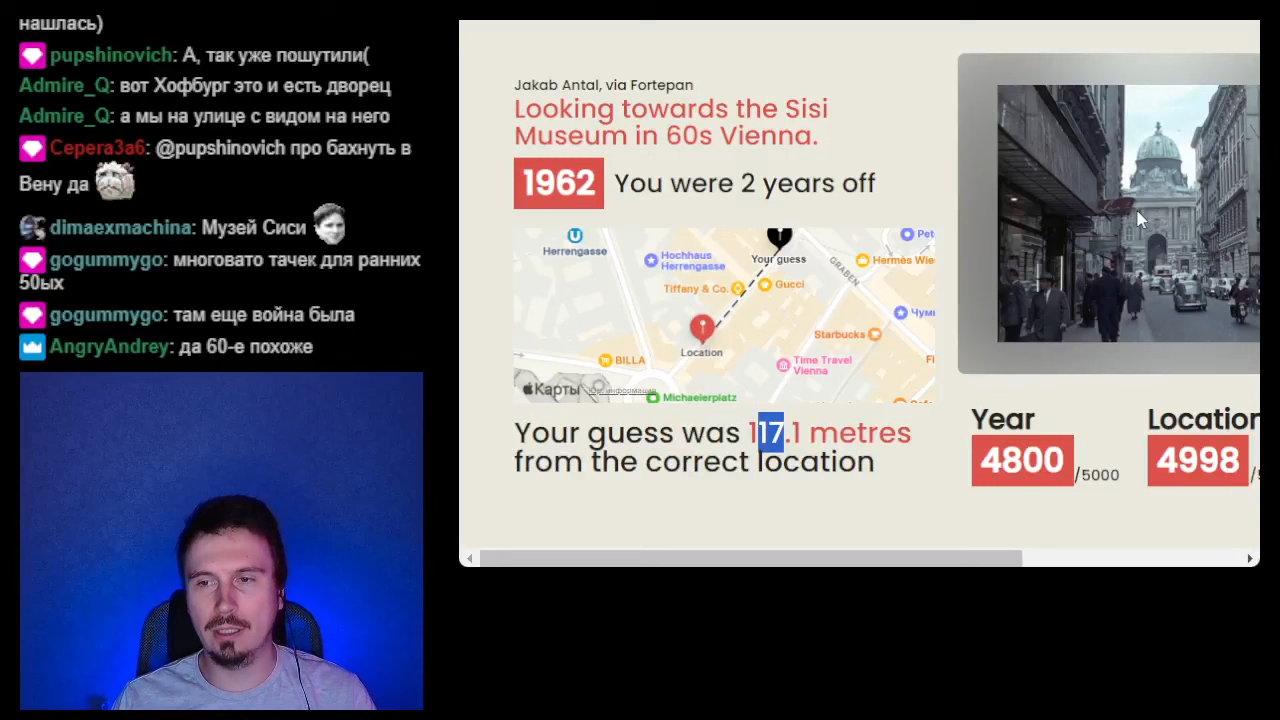 нашлась)
pupshinovich: А, так уже пошутили(
Admire_Q: вот Хофбург это и есть дворец
Admire_Q: а мы на улице с видом на него
Cepera3a6: @pupshinovich про бахнуть в
Вену да
dimaexmachina: Музей Сиси
gogummygo: многовато тачек для ранних
50ых
gogummygo: там еще война была
AngryAndrey: да 60-е похоже
Jakab Antal, via Fortepan
Looking towards the Sisi
Museum in 60s Vienna.
1962 You were 2 years off
Herrengasse
Hochhaus
Herrengasse
Your guess
Pet
Hermès Wie
GRABEN
Tiffany & Co.
Gucci
Starbucks
Location
BILLA
Time Travel
Vienna
Карты
Michaelerplatz
Your guess was 117.1 metres
from the correct location
Year
4800 /5000
Location
4998